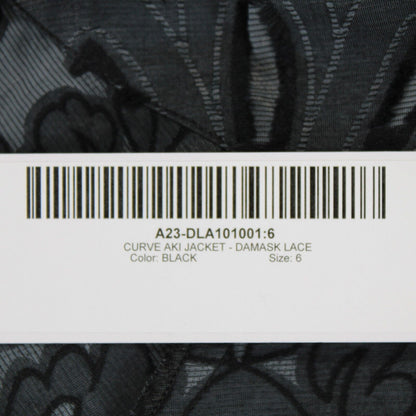 A23-DLA101001:6
CURVE AKI JACKET - DAMASK LACE
Color: BLACK Size: 6